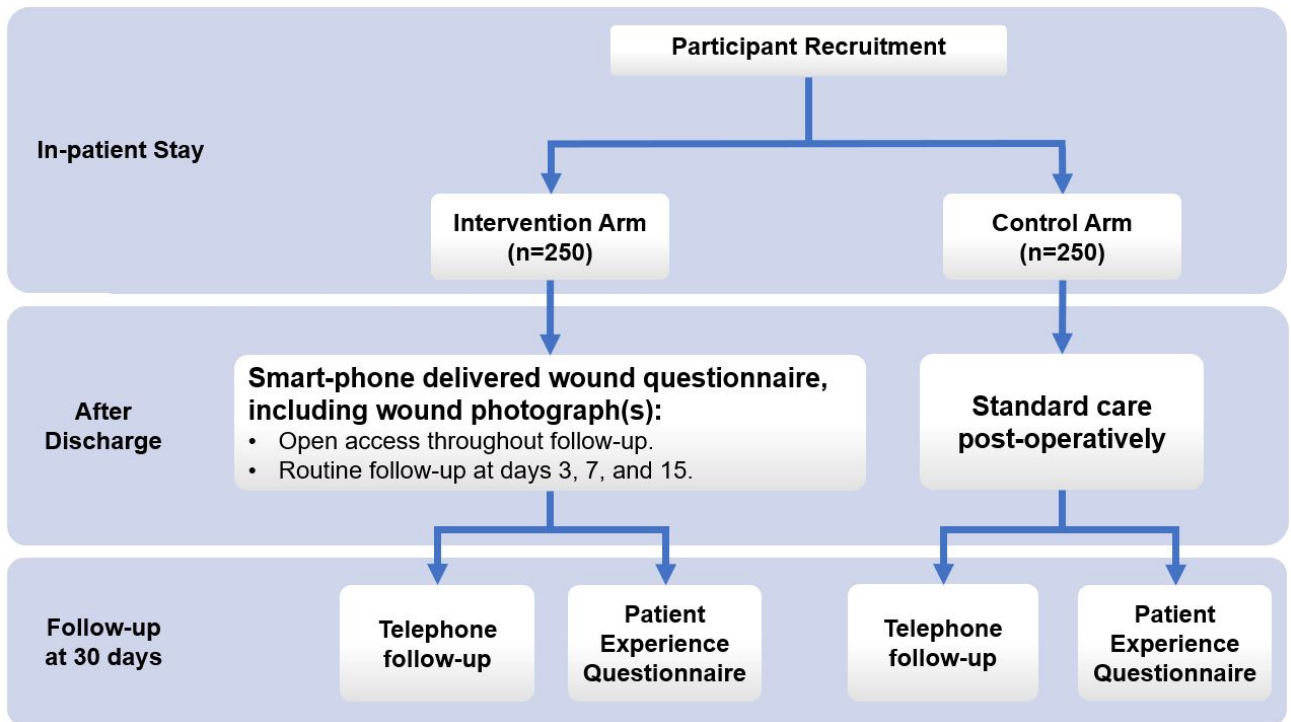 Participant Recruitment
In-patient Stay
Intervention Arm
(n=250)
Control Arm
(n=250)
After
Discharge
Smart-phone delivered wound questionnaire,
including wound photograph(s):
• Open access throughout follow-up.
• Routine follow-up at days 3, 7, and 15.
Standard care
post-operatively
Follow-up
at 30 days
Telephone
follow-up
Patient
Experience
Questionnaire
Telephone
follow-up
Patient
Experience
Questionnaire